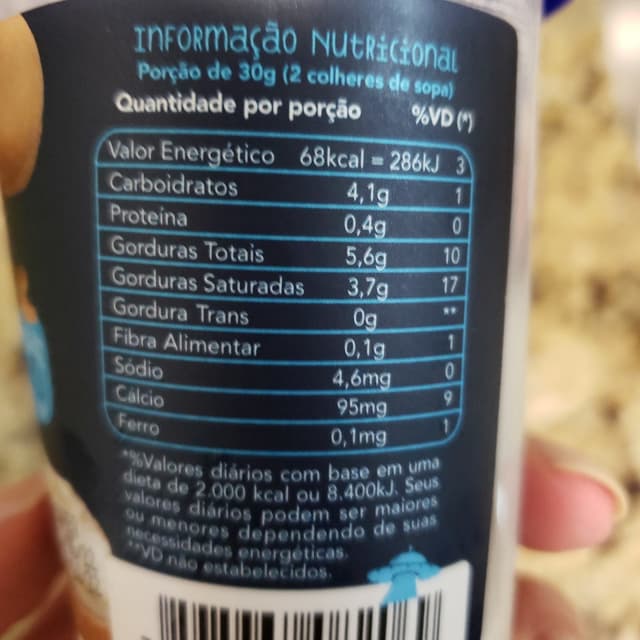 INFORMAÇÃO NUTRICIONAL
Porção de 30g (2 colheres de sopa)
Quantidade por porção %VD (*)
Valor Energético 68kcal = 286kJ 3
Carboidratos 4,1g 1
Proteína 0,4g 0
Gorduras Totais 5,6g 10
Gorduras Saturadas 3,7g 17
Gordura Trans 0g **
Fibra Alimentar 0,1g 1
Sódio 4,6mg 0
Cálcio 95mg 9
Ferro 0,1mg 1
*%Valores diários com base em uma
dieta de 2.000 kcal ou 8.400kJ. Seus
valores diários podem ser maiores
ou menores dependendo de suas
necessidades energéticas.
**VD não estabelecidos.